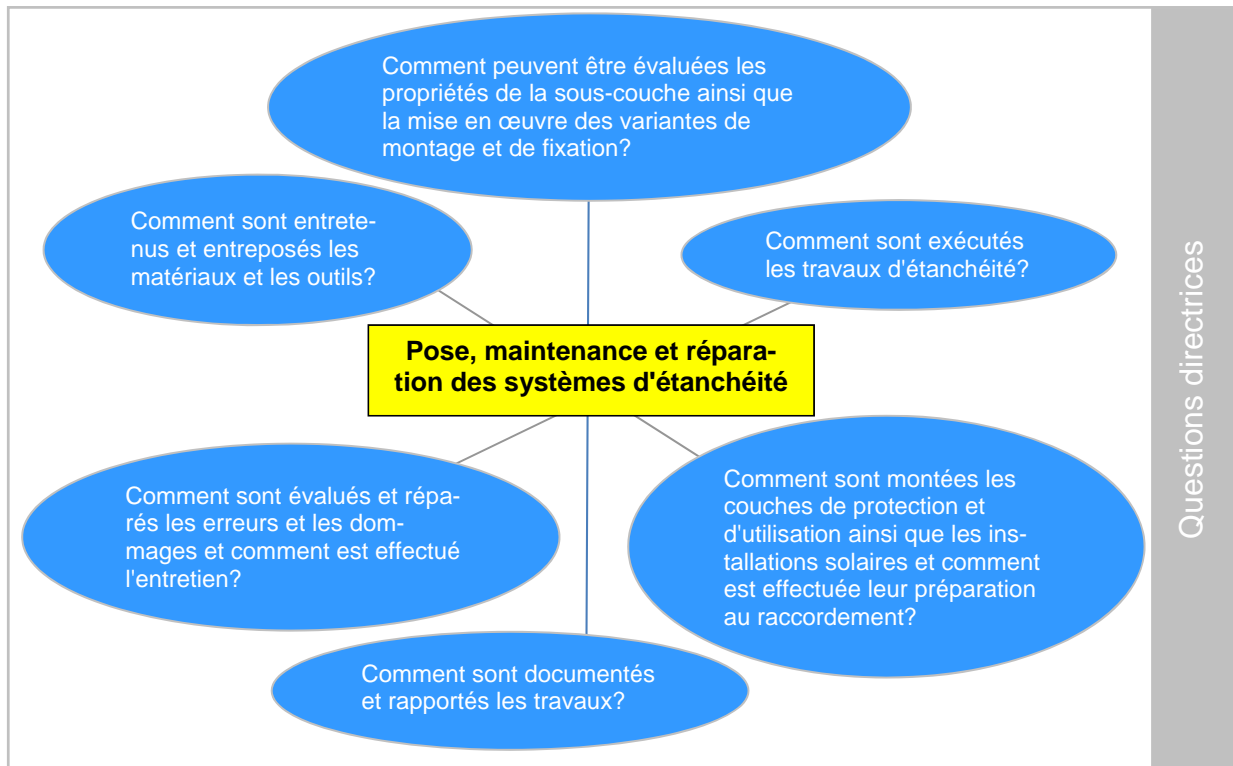 Comment peuvent être évaluées les
propriétés de la sous-couche ainsi que
la mise en œuvre des variantes de
montage et de fixation?
Comment sont entrete-
nus et entreposés les
matériaux et les outils?
Comment sont exécutés
les travaux d'étanchéité?
Pose, maintenance et répara-
tion des systèmes d'étanchéité
Comment sont évalués et répa-
rés les erreurs et les dom-
mages et comment est effectué
l'entretien?
Comment sont montées les
couches de protection et
d'utilisation ainsi que les ins-
tallations solaires et comment
est effectuée leur préparation
au raccordement?
Comment sont documentés
et rapportés les travaux?
Questions directrices